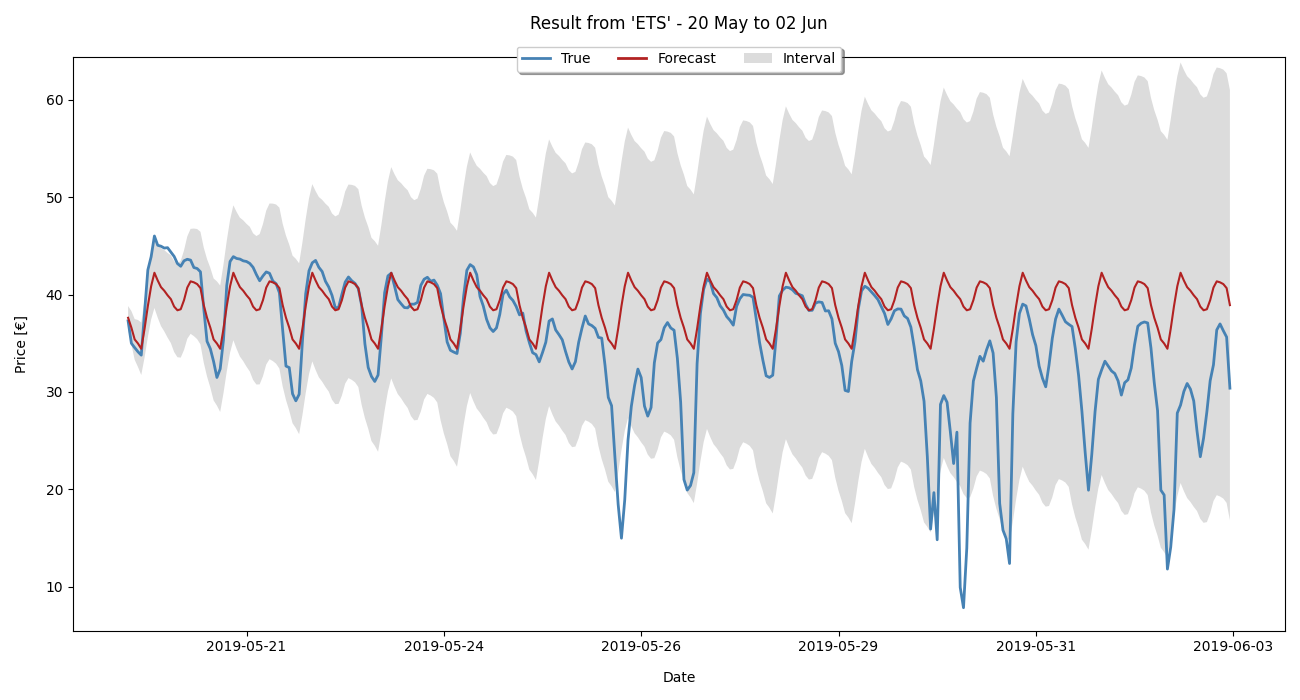 Result from 'ETS' - 20 May to 02 Jun
True Forecast Interval
60
50
40
30
20
10
Price [€]
2019-05-21 2019-05-24 2019-05-26 2019-05-29 2019-05-31 2019-06-03
Date